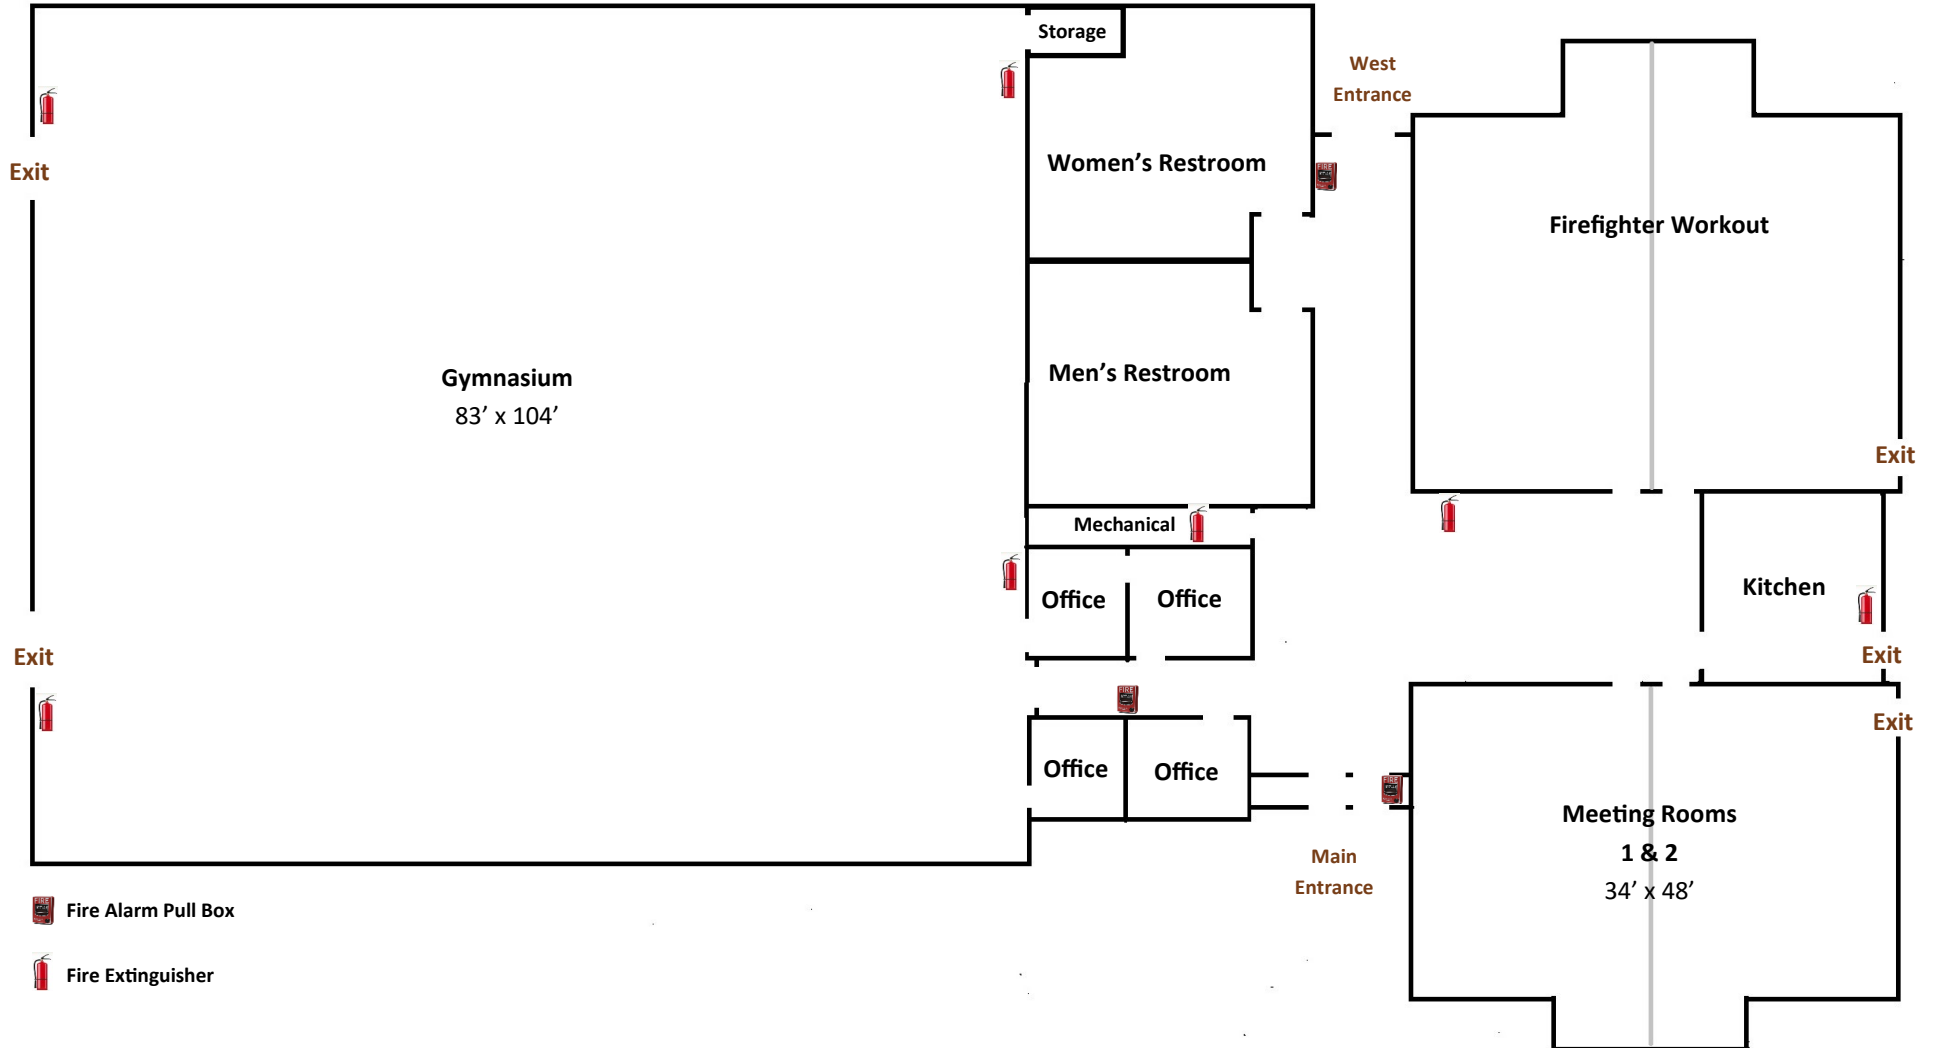 Storage
West
Entrance
Exit
Women's Restroom
Firefighter Workout
Gymnasium
83' x 104'
Men's Restroom
Exit
Mechanical
Office
Office
Kitchen
Exit
Exit
Exit
Office
Office
Meeting Rooms
1 & 2
34' x 48'
Main
Entrance
Fire Alarm Pull Box
Fire Extinguisher